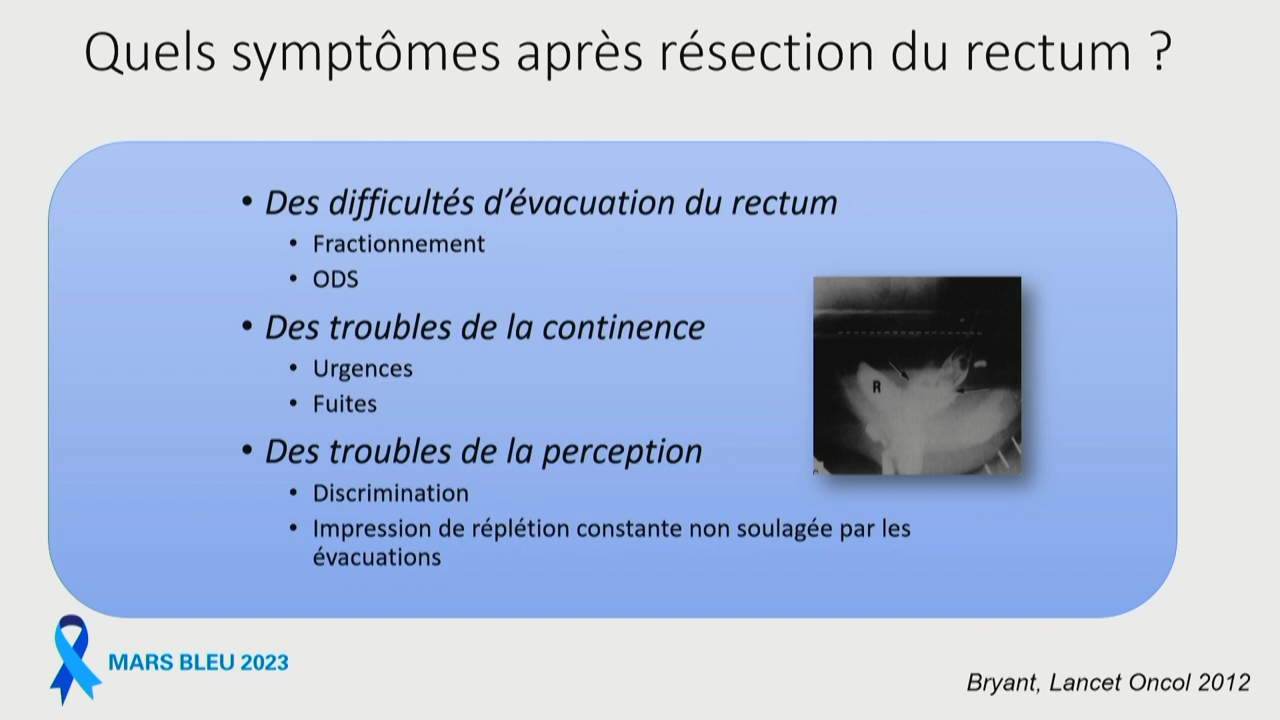 Quels symptômes après résection du rectum ?
• Des difficultés d’évacuation du rectum
• Fractionnement
• ODS
• Des troubles de la continence
• Urgences
• Fuites
R
• Des troubles de la perception
• Discrimination
• Impression de réplétion constante non soulagée par les
évacuations
MARS BLEU 2023
Bryant, Lancet Oncol 2012